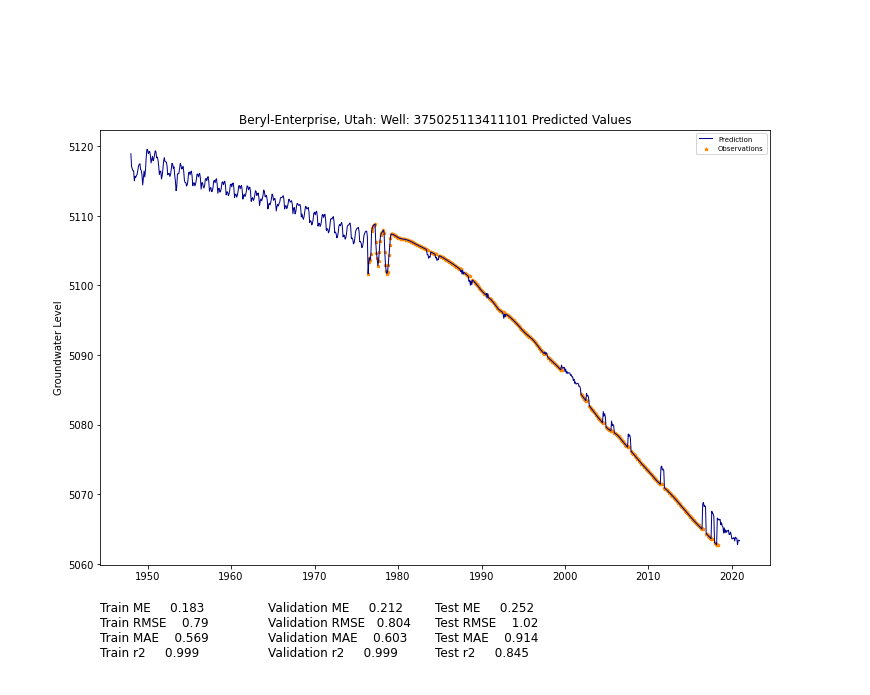 Beryl-Enterprise, Utah: Well: 375025113411101 Predicted Values
Prediction
Observations
Groundwater Level
5120
5110
5100
5090
5080
5070
5060
1950 1960 1970 1980 1990 2000 2010 2020
Train ME 0.183 Validation ME 0.212 Test ME 0.252
Train RMSE 0.79 Validation RMSE 0.804 Test RMSE 1.02
Train MAE 0.569 Validation MAE 0.603 Test MAE 0.914
Train r2 0.999 Validation r2 0.999 Test r2 0.845